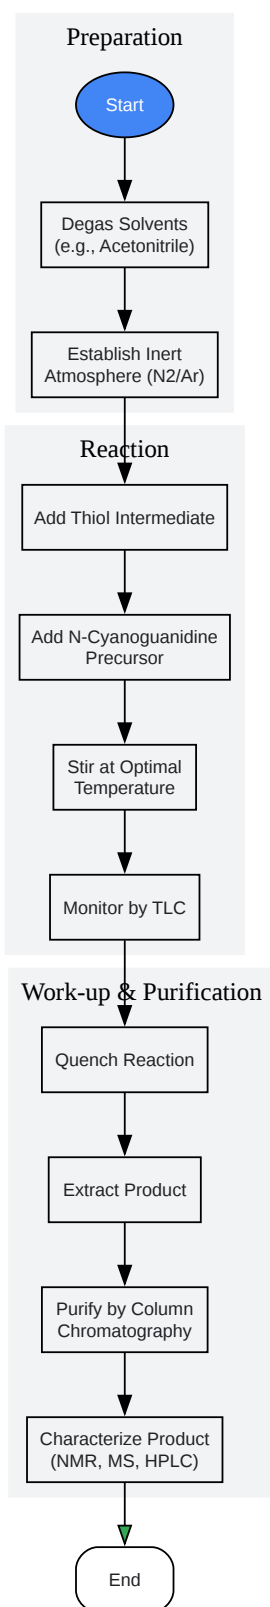 Preparation
Start
Degas Solvents
(e.g., Acetonitrile)
Establish Inert
Atmosphere (N2/Ar)
Reaction
Add Thiol Intermediate
Add N-Cyanoguanidine
Precursor
Stir at Optimal
Temperature
Monitor by TLC
Work-up & Purification
Quench Reaction
Extract Product
Purify by Column
Chromatography
Characterize Product
(NMR, MS, HPLC)
End